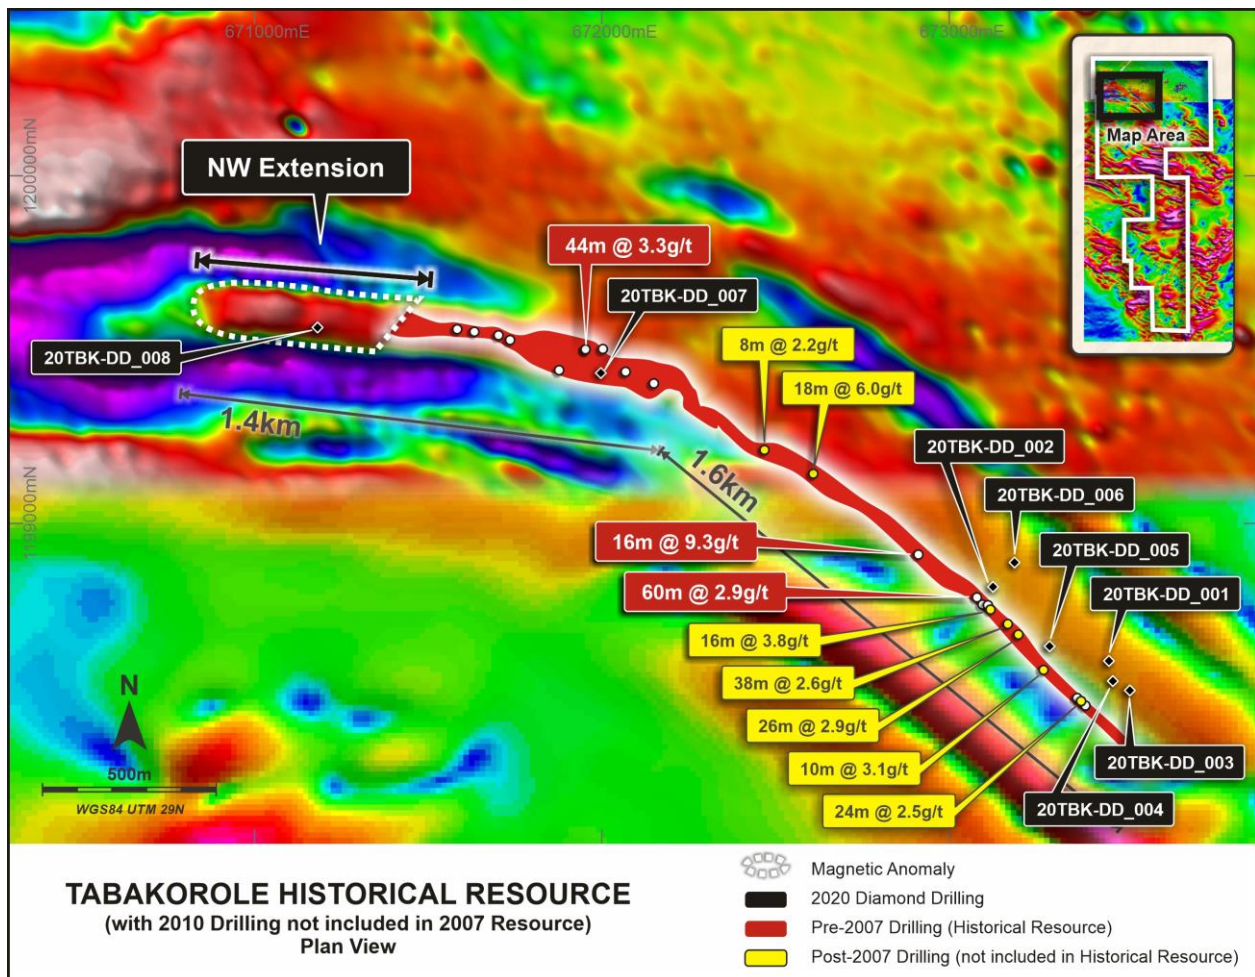 671000mE
672000mE
673000mE
1200000mN
1199000mN
Map Area
NW Extension
44m @ 3.3g/t
20TBK-DD_007
20TBK-DD_008
8m @ 2.2g/t
18m @ 6.0g/t
1.4km
1.6km
20TBK-DD_002
20TBK-DD_006
20TBK-DD_005
20TBK-DD_001
16m @ 9.3g/t
60m @ 2.9g/t
16m @ 3.8g/t
38m @ 2.6g/t
26m @ 2.9g/t
10m @ 3.1g/t
24m @ 2.5g/t
20TBK-DD_003
20TBK-DD_004
N
500m
WGS84 UTM 29N
TABAKOROLE HISTORICAL RESOURCE
(with 2010 Drilling not included in 2007 Resource)
Plan View
Magnetic Anomaly
2020 Diamond Drilling
Pre-2007 Drilling (Historical Resource)
Post-2007 Drilling (not included in Historical Resource)